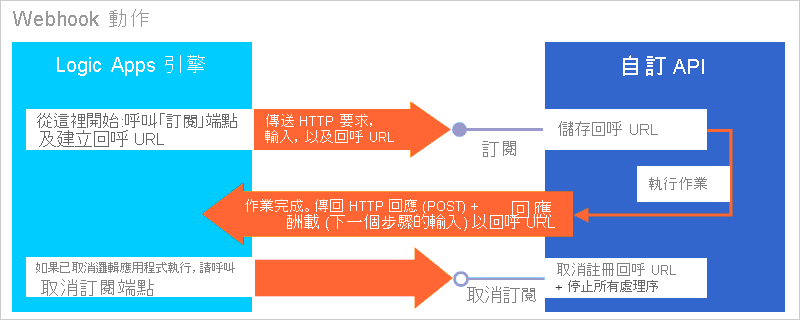 Webhook 動作
Logic Apps 引擎
自訂 API
從這裡開始:呼叫「訂閱」端點
及建立回呼 URL
傳送 HTTP 要求,
輸入, 以及回呼 URL
訂閱
儲存回呼 URL
執行作業
作業完成。傳回 HTTP 回應 (POST) +
回應
酬載 (下一個步驟的輸入) 以回呼 URL
如果已取消邏輯應用程式執行, 請呼叫
取消訂閱端點
取消訂閱
取消註冊回呼 URL
+ 停止所有處理序